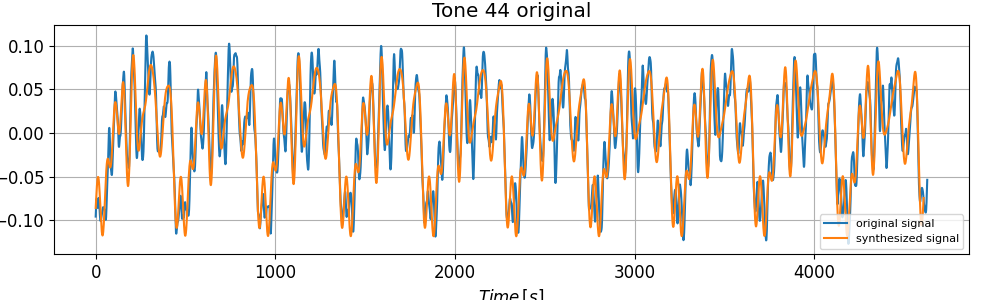 Tone 44 original
0.10
0.05
0.00
−0.05
−0.10
0 1000 2000 3000 4000
Time [s]
original signal
synthesized signal